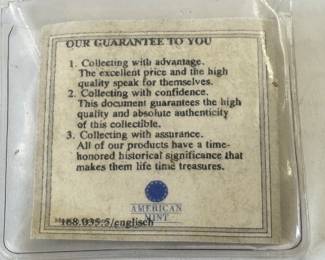 OUR GUARANTEE TO YOU
1. Collecting with advantage.
The excellent price and the high
quality speak for themselves.
2. Collecting with confidence.
This document guarantees the high
quality and absolute authenticity
of this collectible.
3. Collecting with assurance.
All of our products have a time-
honored historical significance that
makes them life time treasures.
AMERICAN
MINT
168.035.5/englisch